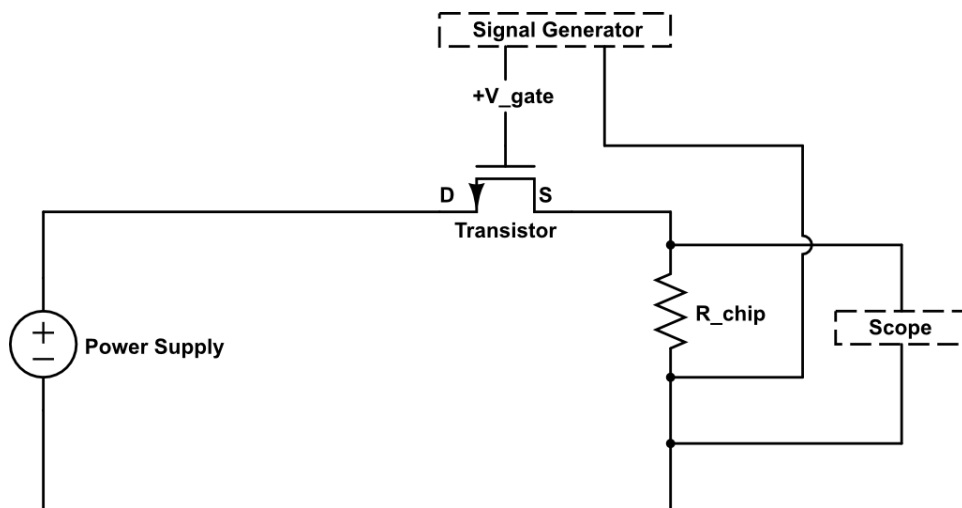 Signal Generator
+V_gate
D
S
Transistor
R_chip
Scope
+
Power Supply
−